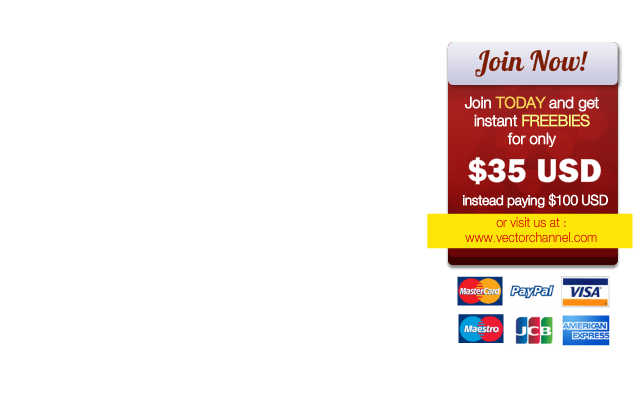 Join Now!
Join TODAY and get
instant FREEBIES
for only
$35 USD
instead paying $100 USD
or visit us at :
www.vectorchannel.com
MasterCard PayPal VISA
Maestro JCB AMERICAN EXPRESS